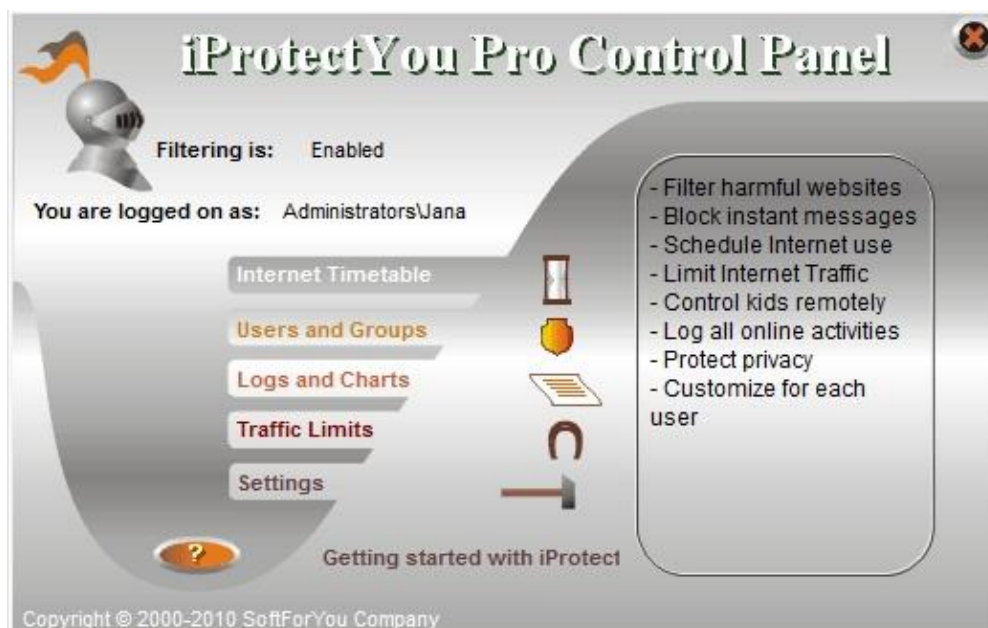 iProtectYou Pro Control Panel
Filtering is: Enabled
You are logged on as: Administrators\Jana
Internet Timetable
Users and Groups
Logs and Charts
Traffic Limits
Settings
?
Getting started with iProtect
- Filter harmful websites
- Block instant messages
- Schedule Internet use
- Limit Internet Traffic
- Control kids remotely
- Log all online activities
- Protect privacy
- Customize for each
user
Copyright © 2000-2010 SoftForYou Company